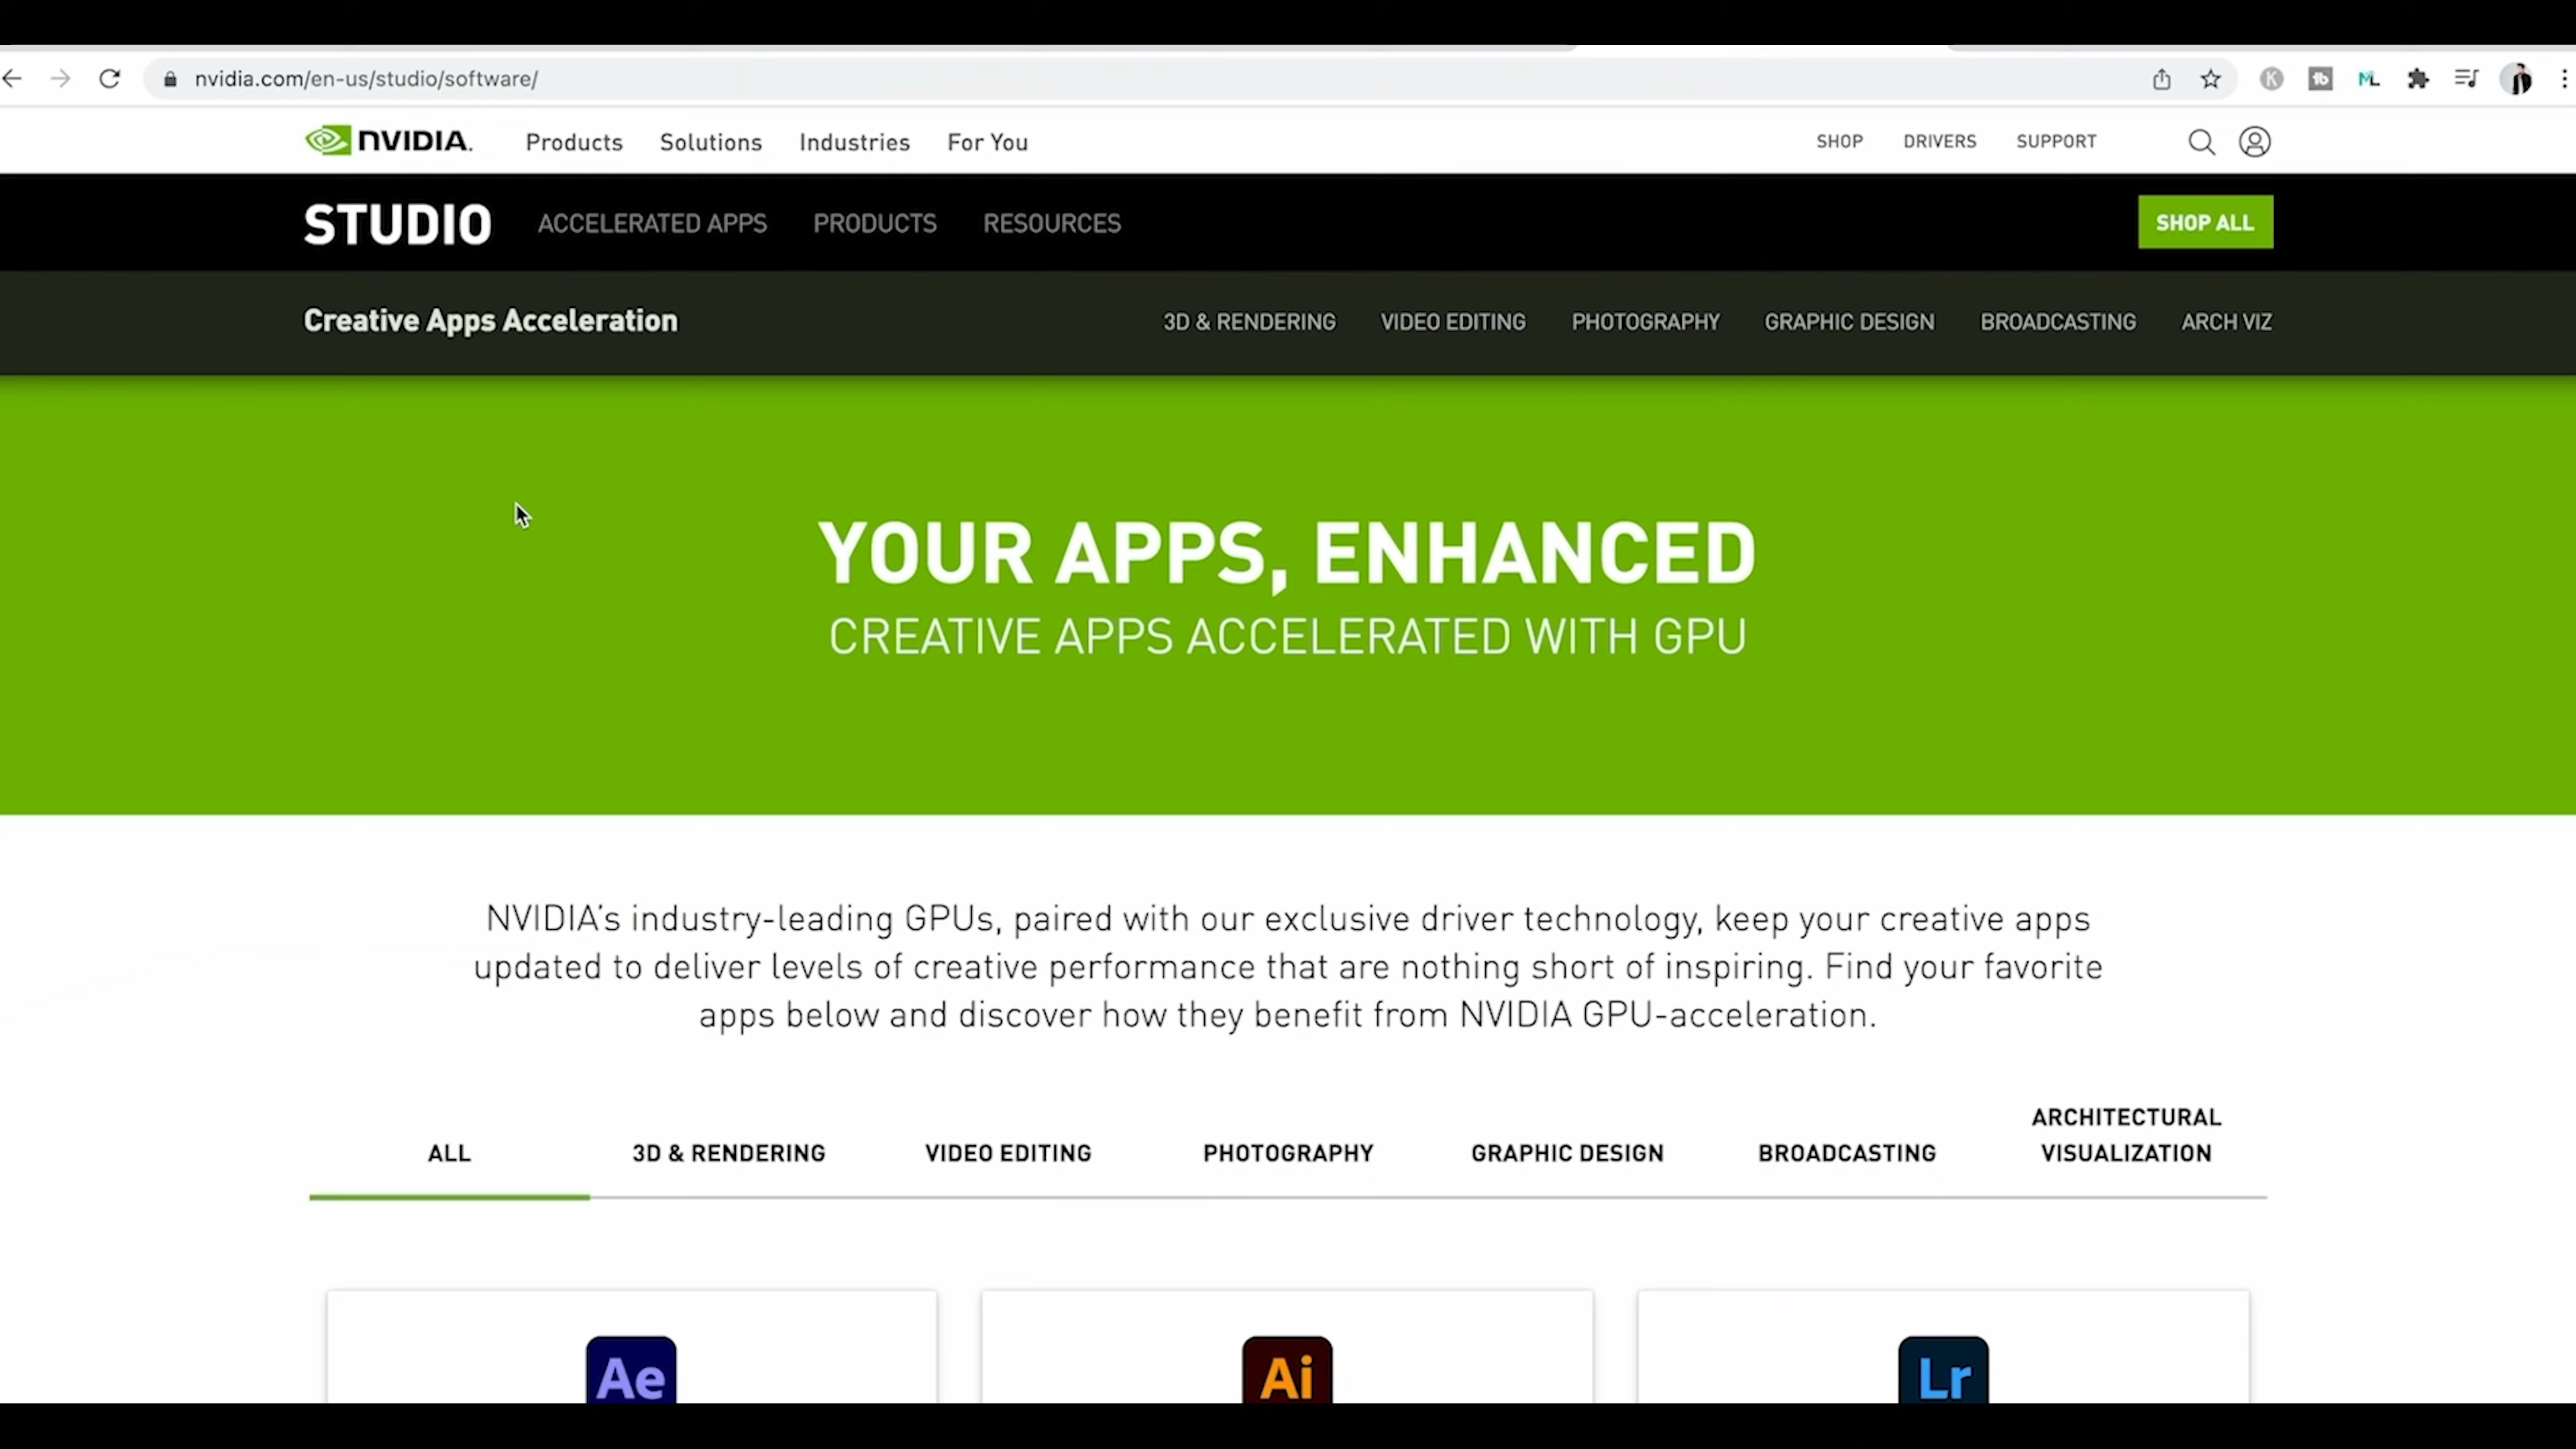 nvidia.com/en-us/studio/software/
NVIDIA. Products Solutions Industries For You SHOP DRIVERS SUPPORT
STUDIO ACCELERATED APPS PRODUCTS RESOURCES SHOP ALL
Creative Apps Acceleration 3D & RENDERING VIDEO EDITING PHOTOGRAPHY GRAPHIC DESIGN BROADCASTING ARCH VIZ
YOUR APPS, ENHANCED
CREATIVE APPS ACCELERATED WITH GPU
NVIDIA's industry-leading GPUs, paired with our exclusive driver technology, keep your creative apps
updated to deliver levels of creative performance that are nothing short of inspiring. Find your favorite
apps below and discover how they benefit from NVIDIA GPU-acceleration.
ALL 3D & RENDERING VIDEO EDITING PHOTOGRAPHY GRAPHIC DESIGN BROADCASTING ARCHITECTURAL
VISUALIZATION
Ae Ai Lr